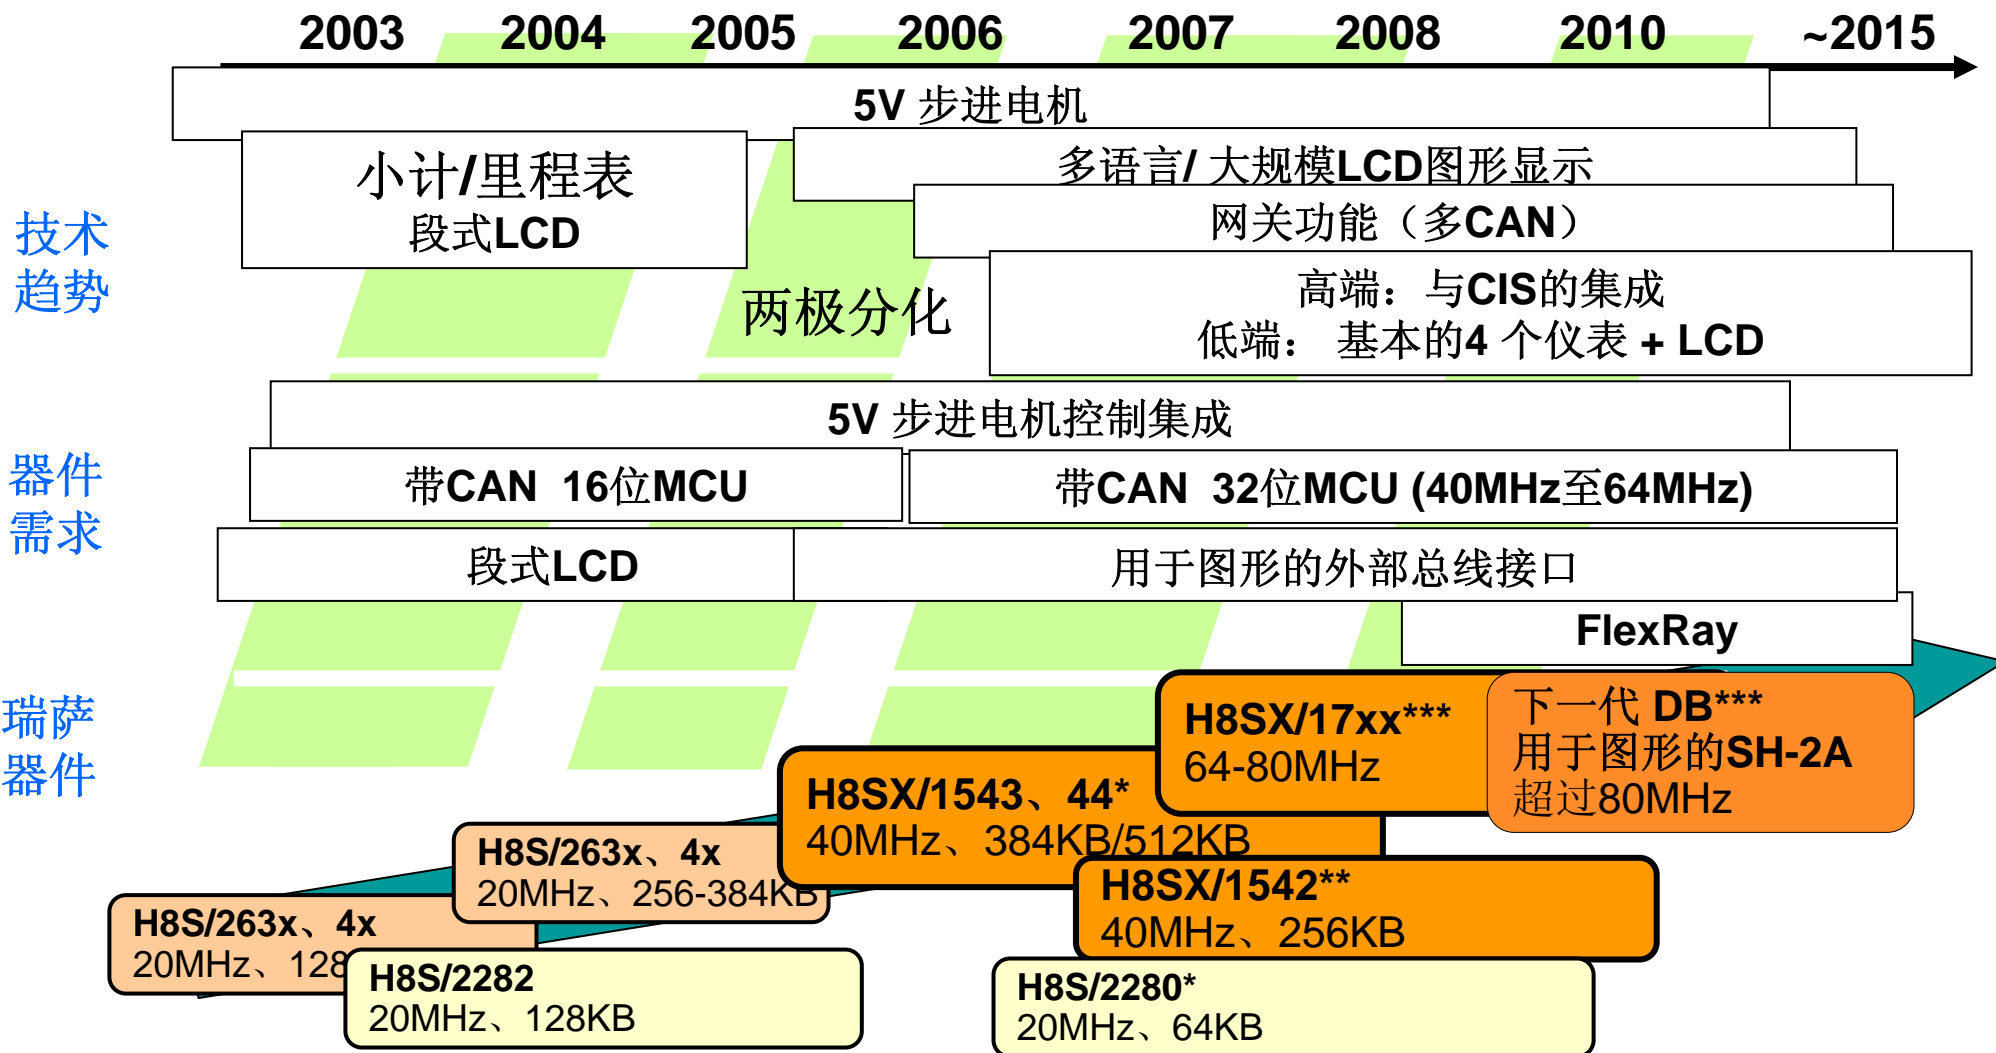 2003 2004 2005 2006 2007 2008 2010 ~2015
5V 步进电机
小计/里程表
段式LCD
多语言/ 大规模LCD图形显示
网关功能（多CAN）
技术
趋势
两极分化
高端：与CIS的集成
低端： 基本的4 个仪表 + LCD
5V 步进电机控制集成
器件
需求
带CAN 16位MCU
带CAN 32位MCU (40MHz至64MHz)
段式LCD
用于图形的外部总线接口
FlexRay
瑞萨
器件
H8SX/17xx***
64-80MHz
下一代 DB***
用于图形的SH-2A
超过80MHz
H8SX/1543、44*
40MHz、384KB/512KB
H8S/263x、4x
20MHz、256-384KB
H8SX/1542**
40MHz、256KB
H8S/263x、4x
20MHz、128
H8S/2282
20MHz、128KB
H8S/2280*
20MHz、64KB